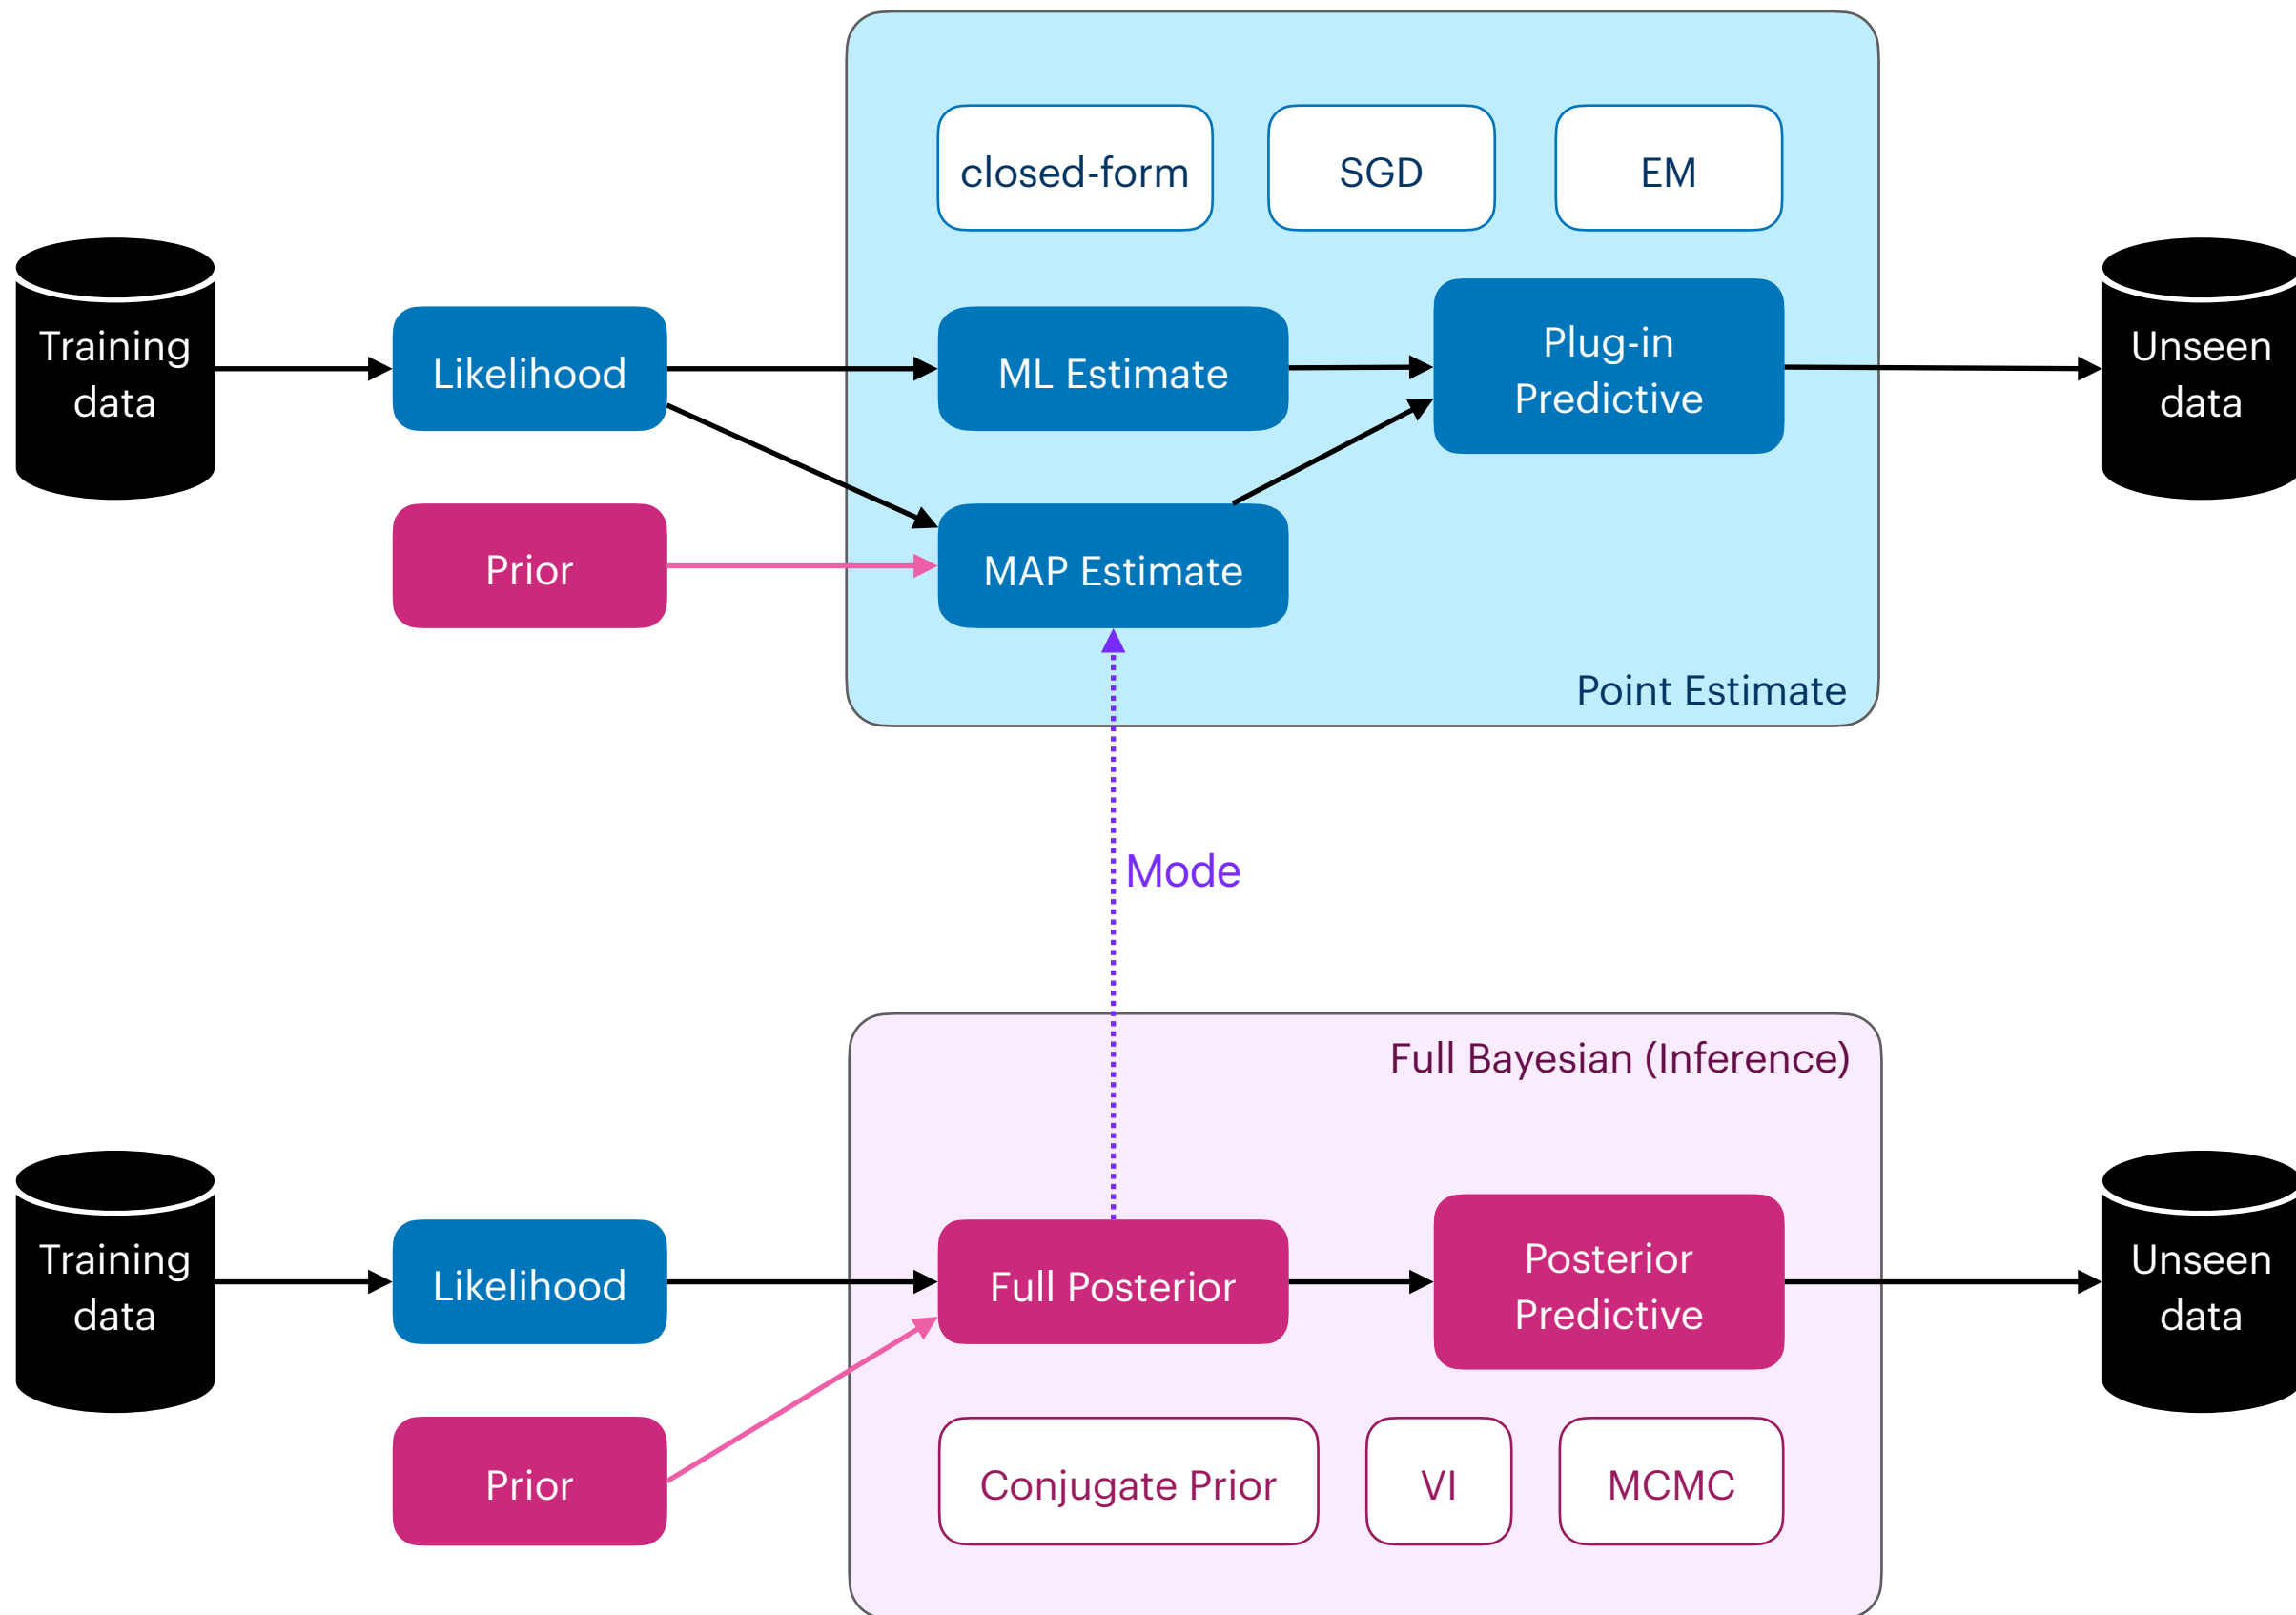 closed-form
SGD
EM
Training
data
Likelihood
ML Estimate
Plug-in
Predictive
Unseen
data
Prior
MAP Estimate
Point Estimate
Mode
Full Bayesian (Inference)
Training
data
Likelihood
Full Posterior
Posterior
Predictive
Unseen
data
Prior
Conjugate Prior
VI
MCMC